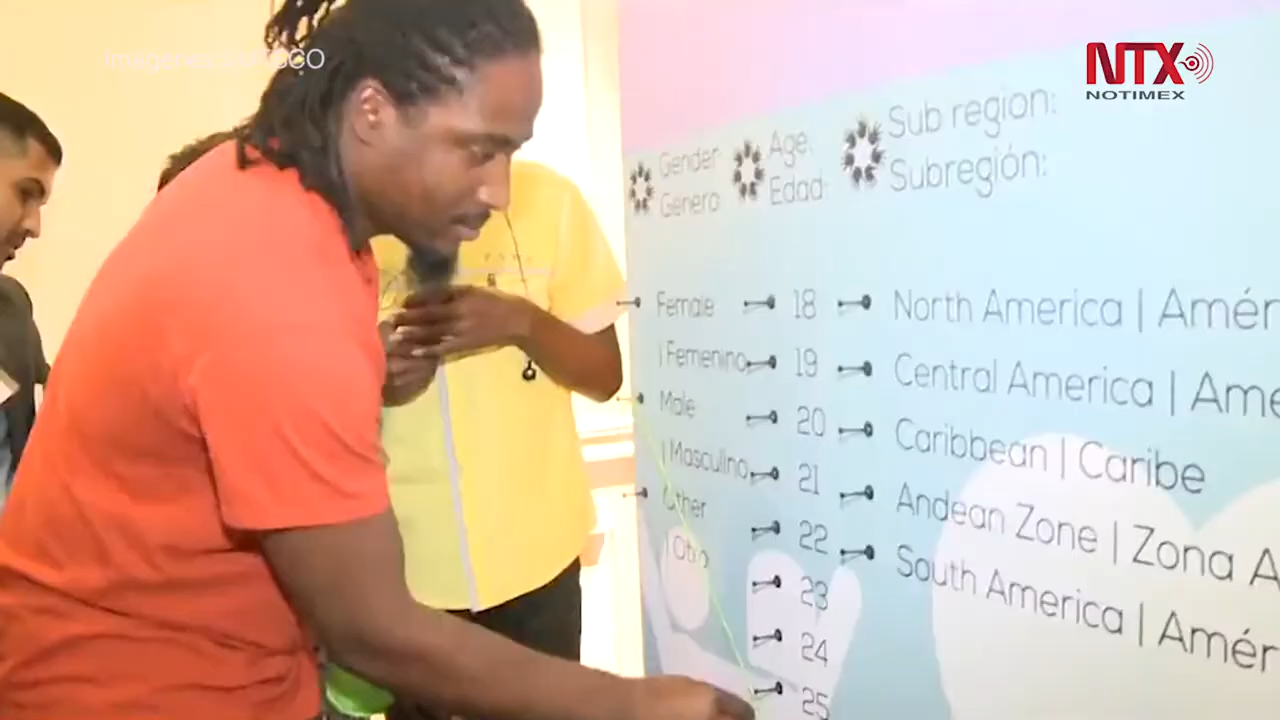 NTX
NOTIMEX
Gender
Genero
Age:
Edad:
Sub region:
Subregión:
Female
| Femenino
Male
| Masculino
Other
| Otro
18
19
20
21
22
23
24
25
North America | Amér
Central America | Ame
Caribbean | Caribe
Andean Zone | Zona A
South America | Amér